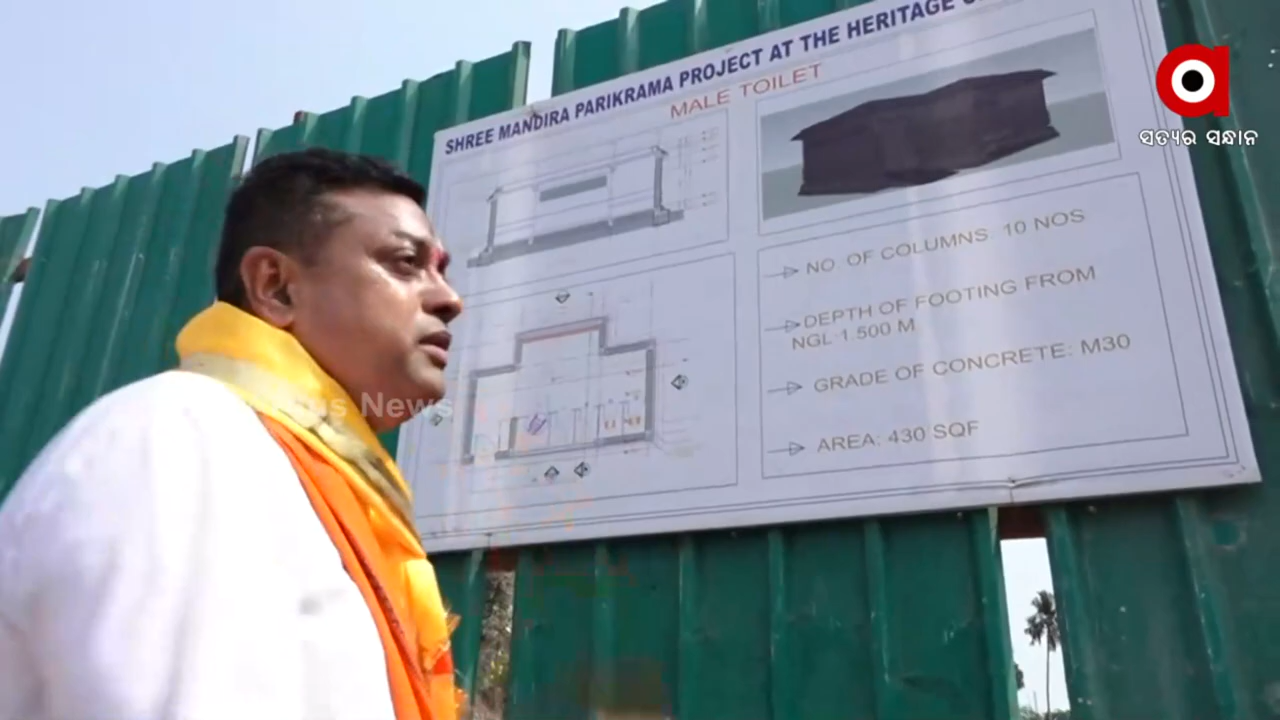 SHREE MANDIRA PARIKRAMA PROJECT AT THE HERITAGE
MALE TOILET
NO OF COLUMNS 10 NOS
DEPTH OF FOOTING FROM
NGL:1.500 M
GRADE OF CONCRETE: M30
AREA: 430 SQF
News
ସତ୍ୟର ସନ୍ଧାନ